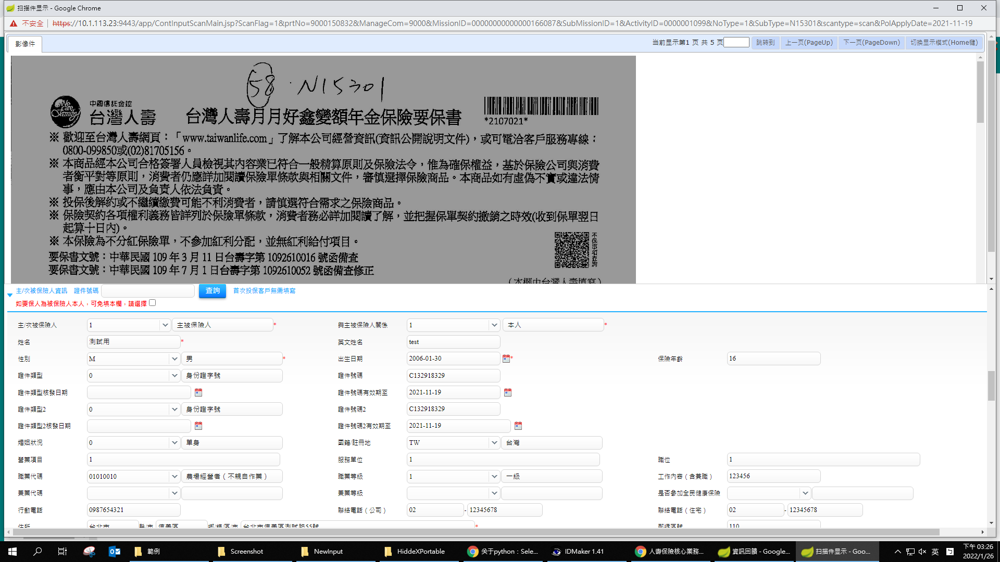 扫描件显示 - Google Chrome
不安全 | https://10.1.113.23:9443/app/ContInputScanMain.jsp?ScanFlag=1&prtNo=9000150832&ManageCom=9000&MissionID=00000000000000166087&SubMissionID=1&ActivityID=0000001099&NoType=1&SubType=N15301&scantype=scan&PolApplyDate=2021-11-19
影像件
当前显示第1 页 共 5 页 跳转到 上一页(PageUp) 下一页(PageDown) 切换显示模式(Home键)
58 · N15301
We are family
中國信託金控
台灣人壽 台灣人壽月月好鑫變額年金保險要保書
*2107021*
※ 歡迎至台灣人壽網頁：「www.taiwanlife.com」了解本公司經營資訊(資訊公開說明文件)，或可電洽客戶服務專線：
0800-099850或(02)81705156。
※ 本商品經本公司合格簽署人員檢視其內容業已符合一般精算原則及保險法令，惟為確保權益，基於保險公司與消費
者衡平對等原則，消費者仍應詳加閱讀保險單條款與相關文件，審慎選擇保險商品。本商品如有虛偽不實或違法情
事，應由本公司及負責人依法負責。
※ 投保後解約或不繼續繳費可能不利消費者，請慎選符合需求之保險商品。
※ 保險契約各項權利義務皆詳列於保險單條款，消費者務必詳加閱讀了解，並把握保單契約撤銷之時效(收到保單翌日
起算十日內)。
※ 本保險為不分紅保險單，不參加紅利分配，並無紅利給付項目。
要保書文號：中華民國 109 年 3 月 11 日台壽字第 1092610016 號函備查
要保書文號：中華民國 109 年 7 月 1 日台壽字第 1092610052 號函備查修正
(本欄由台灣人壽填寫)
主/次被保險人資訊 證件號碼 查詢 首次投保客戶無需填寫
如要保人為被保險人本人，可免填本欄，請選擇
主/次被保險人 1 主被保險人 * 與主被保險人關係 1 本人 *
姓名 測試用 * 英文姓名 test
性別 M 男 * 出生日期 2006-01-30 * 保險年齡 16
證件類型 0 身份證字號 證件號碼 C132918329
證件類型核發日期 證件號碼有效期至 2021-11-19
證件類型2 0 身份證字號 證件號碼2 C132918329
證件類型2核發日期 證件號碼2有效期至 2021-11-19
婚姻狀況 0 單身 國籍/註冊地 TW 台灣
營業項目 1 服務單位 1 職位 1
職業代碼 01010010 農場經營者（不親自作業） 職業等級 1 一級 工作內容（含兼職） 123456
兼業代碼 兼業等級 是否參加全民健康保險
行動電話 0987654321 聯絡電話（公司） 02 - 12345678 聯絡電話（住宅） 02 - 12345678
住所 台北市 縣/市 信義區 鄉/鎮/區/市 台北市信義區測試路55號 * 郵遞區號 110
範例 Screenshot NewInput HiddeXPortable 关于python：Sele... IDMaker 1.41 人壽保險核心業務... 資訊回饋 - Google... 扫描件显示 - Goo... 英 下午 03:26
2022/1/26